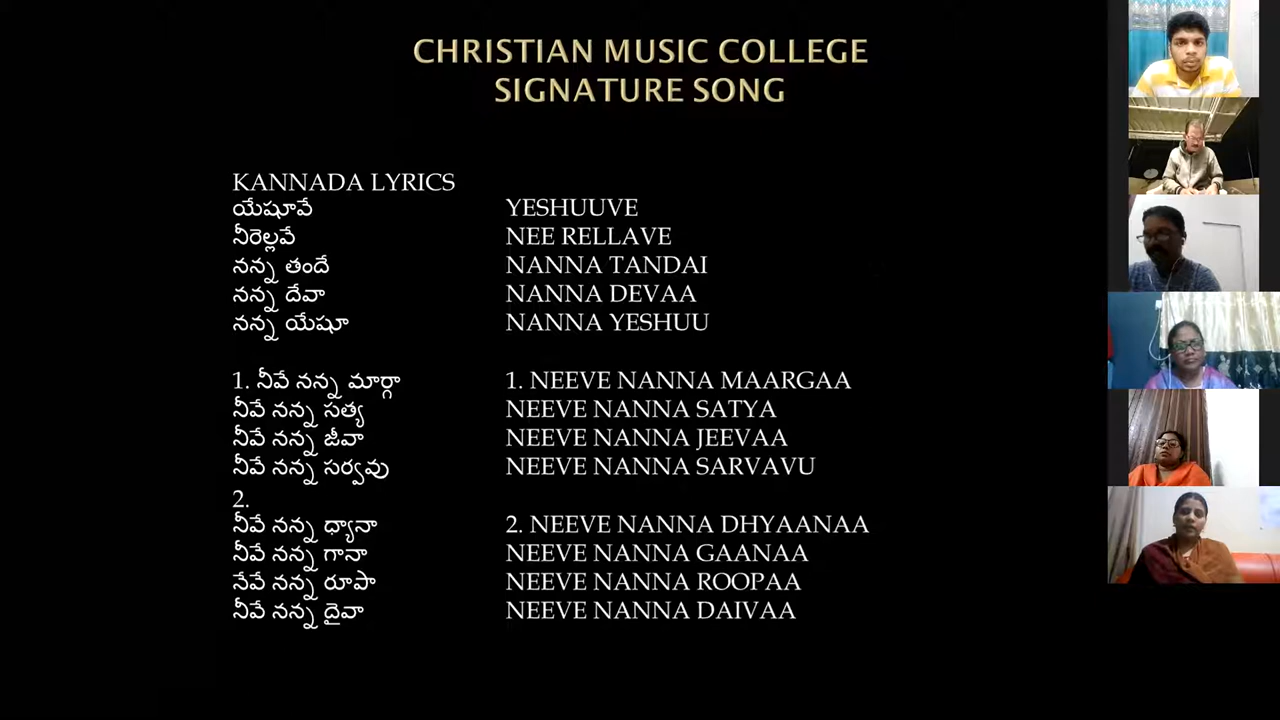 CHRISTIAN MUSIC COLLEGE
SIGNATURE SONG
KANNADA LYRICS
యేషూవే
నీరెల్లవే
నన్న తందే
నన్న దేవా
నన్న యేషూ
1. నీవే నన్న మార్గా
నీవే నన్న సత్య
నీవే నన్న జీవా
నీవే నన్న సర్వవు
2.
నీవే నన్న ధ్యానా
నీవే నన్న గానా
నేవే నన్న రూపా
నీవే నన్న దైవా
YESHUUVE
NEE RELLAVE
NANNA TANDAI
NANNA DEVAA
NANNA YESHUU
1. NEEVE NANNA MAARGAA
NEEVE NANNA SATYA
NEEVE NANNA JEEVAA
NEEVE NANNA SARVAVU
2. NEEVE NANNA DHYAANAA
NEEVE NANNA GAANAA
NEEVE NANNA ROOPAA
NEEVE NANNA DAIVAA